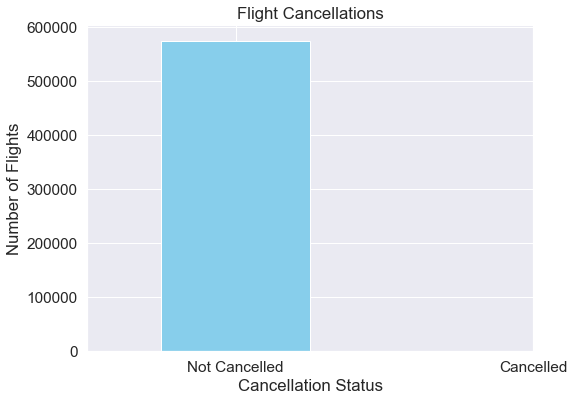 Flight Cancellations
Number of Flights
600000
500000
400000
300000
200000
100000
0
Not Cancelled
Cancelled
Cancellation Status